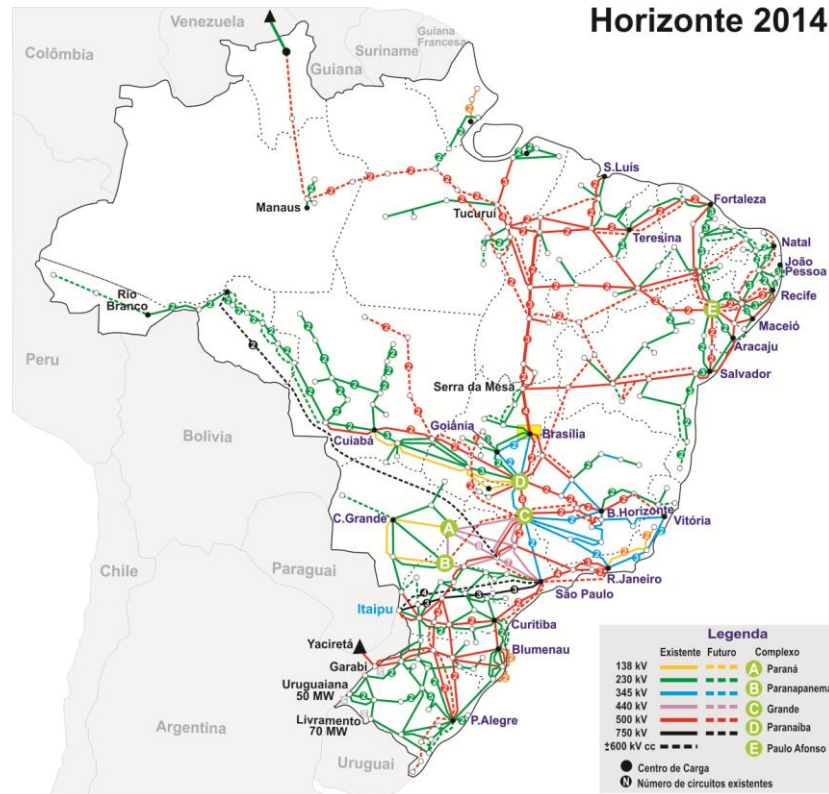 Horizonte 2014
Venezuela
Colômbia
Guiana
Suriname
Guiana
Francesa
Manaus
Tucuruí
S.Luís
Fortaleza
Teresina
Natal
João
Pessoa
Recife
Maceió
Aracaju
Salvador
E
Rio
Branco
Peru
Bolívia
Serra da Mesa
Cuiabá
Goiânia
Brasília
D
C
B.Horizonte
Vitória
C.Grande
A
B
R.Janeiro
São Paulo
Chile
Paraguai
Itaipu
Curitiba
Blumenau
Yaciretá
Garabi
Uruguaiana
50 MW
Livramento
70 MW
P.Alegre
Argentina
Uruguai
Legenda
Existente Futuro Complexo
138 kV A Paraná
230 kV B Paranapanema
345 kV C Grande
440 kV D Paranaíba
500 kV E Paulo Afonso
750 kV
±600 kV cc
Centro de Carga
N Número de circuitos existentes